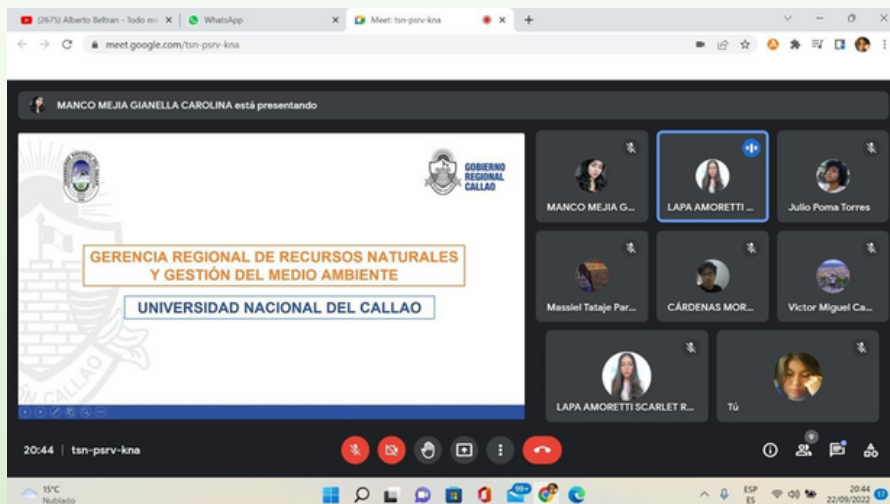 (2675) Alberto Beltran - Todo me
WhatsApp
Meet: tsn-psrv-kna
meet.google.com/tsn-psrv-kna
MANCO MEJIA GIANELLA CAROLINA está presentando
GOBIERNO
REGIONAL
CALLAO
GERENCIA REGIONAL DE RECURSOS NATURALES
Y GESTIÓN DEL MEDIO AMBIENTE
UNIVERSIDAD NACIONAL DEL CALLAO
MANCO MEJIA G...
LAPA AMORETTI ...
Julio Poma Torres
Massiel Tataje Par...
CÁRDENAS MOR...
Victor Miguel Ca...
LAPA AMORETTI SCARLET R...
Tú
20:44 | tsn-psrv-kna
9
15°C
Nublado
99+
ESP
ES
20:44
22/09/2022